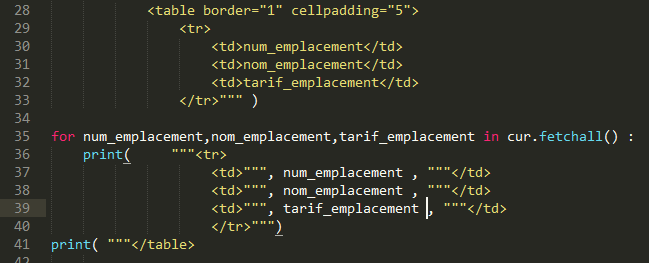 28 <table border="1" cellpadding="5">
29 <tr>
30 <td>num_emplacement</td>
31 <td>nom_emplacement</td>
32 <td>tarif_emplacement</td>
33 </tr>""" )
34
35 for num_emplacement,nom_emplacement,tarif_emplacement in cur.fetchall() :
36 print( """<tr>
37 <td>""", num_emplacement , """</td>
38 <td>""", nom_emplacement , """</td>
39 <td>""", tarif_emplacement , """</td>
40 </tr>""")
41 print( """</table>
42